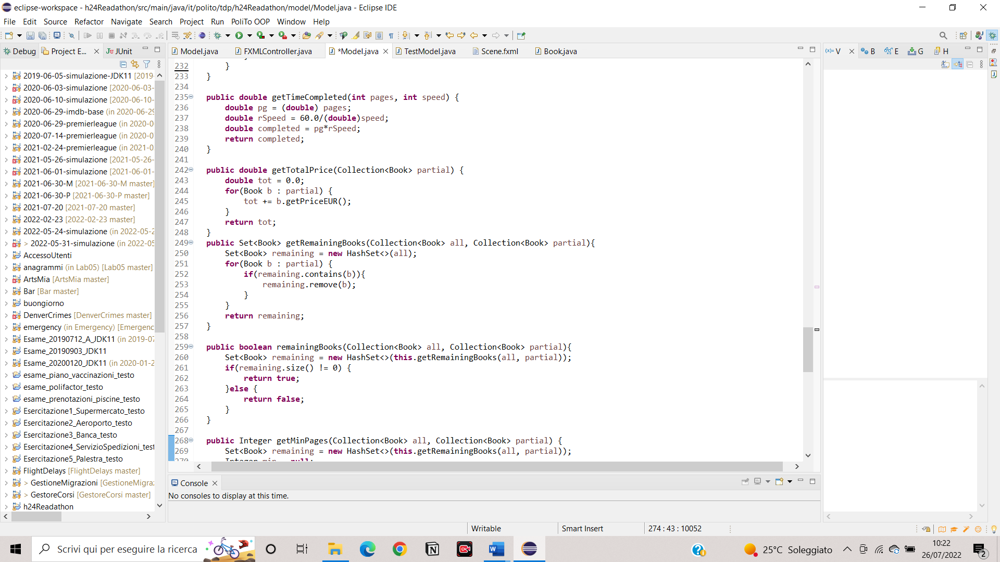 eclipse-workspace - h24Readathon/src/main/java/it/polito/tdp/h24Readathon/model/Model.java - Eclipse IDE
File Edit Source Refactor Navigate Search Project Run PoliTo OOP Window Help
Debug Project E... JUnit
Model.java FXMLController.java *Model.java TestModel.java Scene.fxml Book.java
V B E G H
2019-06-05-simulazione-JDK11 [2019-
2020-06-03-simulazione [2020-06-03-
2020-06-10-simulazione [2020-06-10-
2020-06-29-imdb-base (in 2020-06-29
2020-06-29-premierleague (in 2020-0
2020-07-14-premierleague (in 2020-0
2021-02-24-premierleague (in 2021-0
2021-05-26-simulazione [2021-05-26-
2021-06-01-simulazione [2021-06-01-
2021-06-30-M [2021-06-30-M master]
2021-06-30-P [2021-06-30-P master]
2021-07-20 [2021-07-20 master]
2022-02-23 [2022-02-23 master]
2022-05-24-simulazione (in 2022-05-2
> 2022-05-31-simulazione (in 2022-05
AccessoUtenti
anagrammi (in Lab05) [Lab05 master]
ArtsMia [ArtsMia master]
Bar [Bar master]
buongiorno
DenverCrimes [DenverCrimes master]
emergency (in Emergency) [Emergenc
Esame_20190712_A_JDK11 (in 2019-07
Esame_20190903_JDK11
Esame_20200120_JDK11 (in 2020-01-2
esame_piano_vaccinazioni_testo
esame_polifactor_testo
esame_prenotazioni_piscine_testo
Esercitazione1_Supermercato_testo
Esercitazione2_Aeroporto_testo
Esercitazione3_Banca_testo
Esercitazione4_ServizioSpedizioni_test
Esercitazione5_Palestra_testo
FlightDelays [FlightDelays master]
> GestioneMigrazioni [GestioneMigra
> GestoreCorsi [GestoreCorsi master]
h24Readathon
232 }
233 }
234
235 public double getTimeCompleted(int pages, int speed) {
236 double pg = (double) pages;
237 double rSpeed = 60.0/(double)speed;
238 double completed = pg*rSpeed;
239 return completed;
240 }
241
242 public double getTotalPrice(Collection<Book> partial) {
243 double tot = 0.0;
244 for(Book b : partial) {
245 tot += b.getPriceEUR();
246 }
247 return tot;
248 }
249 public Set<Book> getRemainingBooks(Collection<Book> all, Collection<Book> partial){
250 Set<Book> remaining = new HashSet<>(all);
251 for(Book b : partial) {
252 if(remaining.contains(b)){
253 remaining.remove(b);
254 }
255 }
256 return remaining;
257 }
258
259 public boolean remainingBooks(Collection<Book> all, Collection<Book> partial){
260 Set<Book> remaining = new HashSet<>(this.getRemainingBooks(all, partial));
261 if(remaining.size() != 0) {
262 return true;
263 }else {
264 return false;
265 }
266 }
267
268 public Integer getMinPages(Collection<Book> all, Collection<Book> partial) {
269 Set<Book> remaining = new HashSet<>(this.getRemainingBooks(all, partial));
270 Integer min = null;
Console
No consoles to display at this time.
Writable Smart Insert 274 : 43 : 10052
Scrivi qui per eseguire la ricerca
25°C Soleggiato
10:22
26/07/2022
2